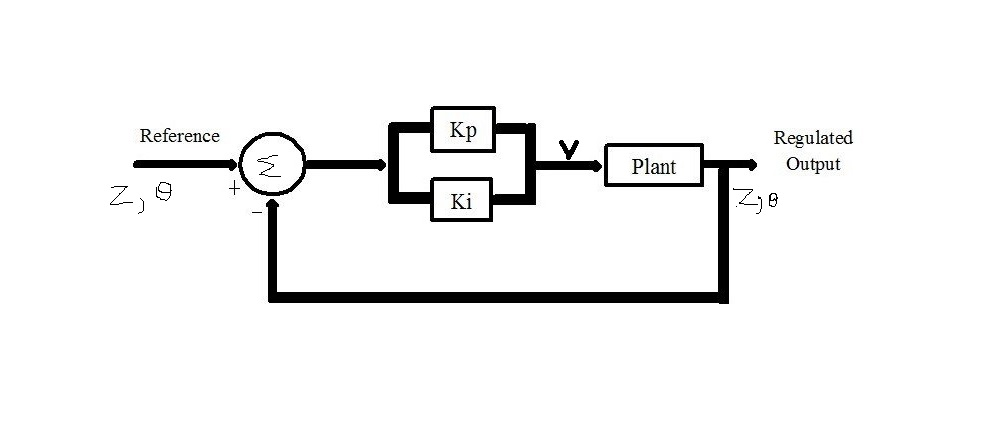 Reference
Z, θ
+
-
Σ
Kp
Ki
V
Plant
Regulated
Output
Z, θ